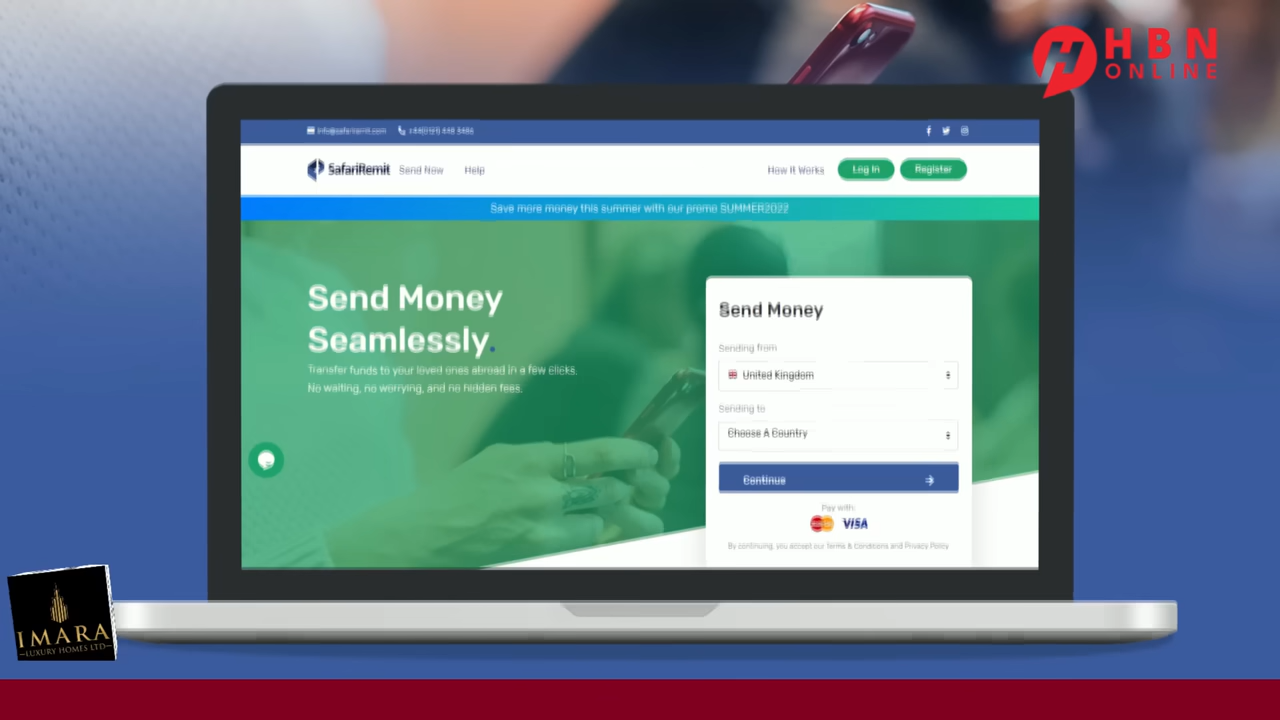 HBN
ONLINE
info@safariremit.com
SafariRemit Send Now Help How It Works Log In Register
Save more money this summer with our promo SUMMER2022
Send Money
Seamlessly.
Transfer funds to your loved ones abroad in a few clicks.
No waiting, no worrying, and no hidden fees.
Send Money
Sending from
United Kingdom
Sending to
Choose A Country
Continue
Pay with:
VISA
By continuing, you accept our Terms & Conditions and Privacy Policy
IMARA
LUXURY HOMES LTD